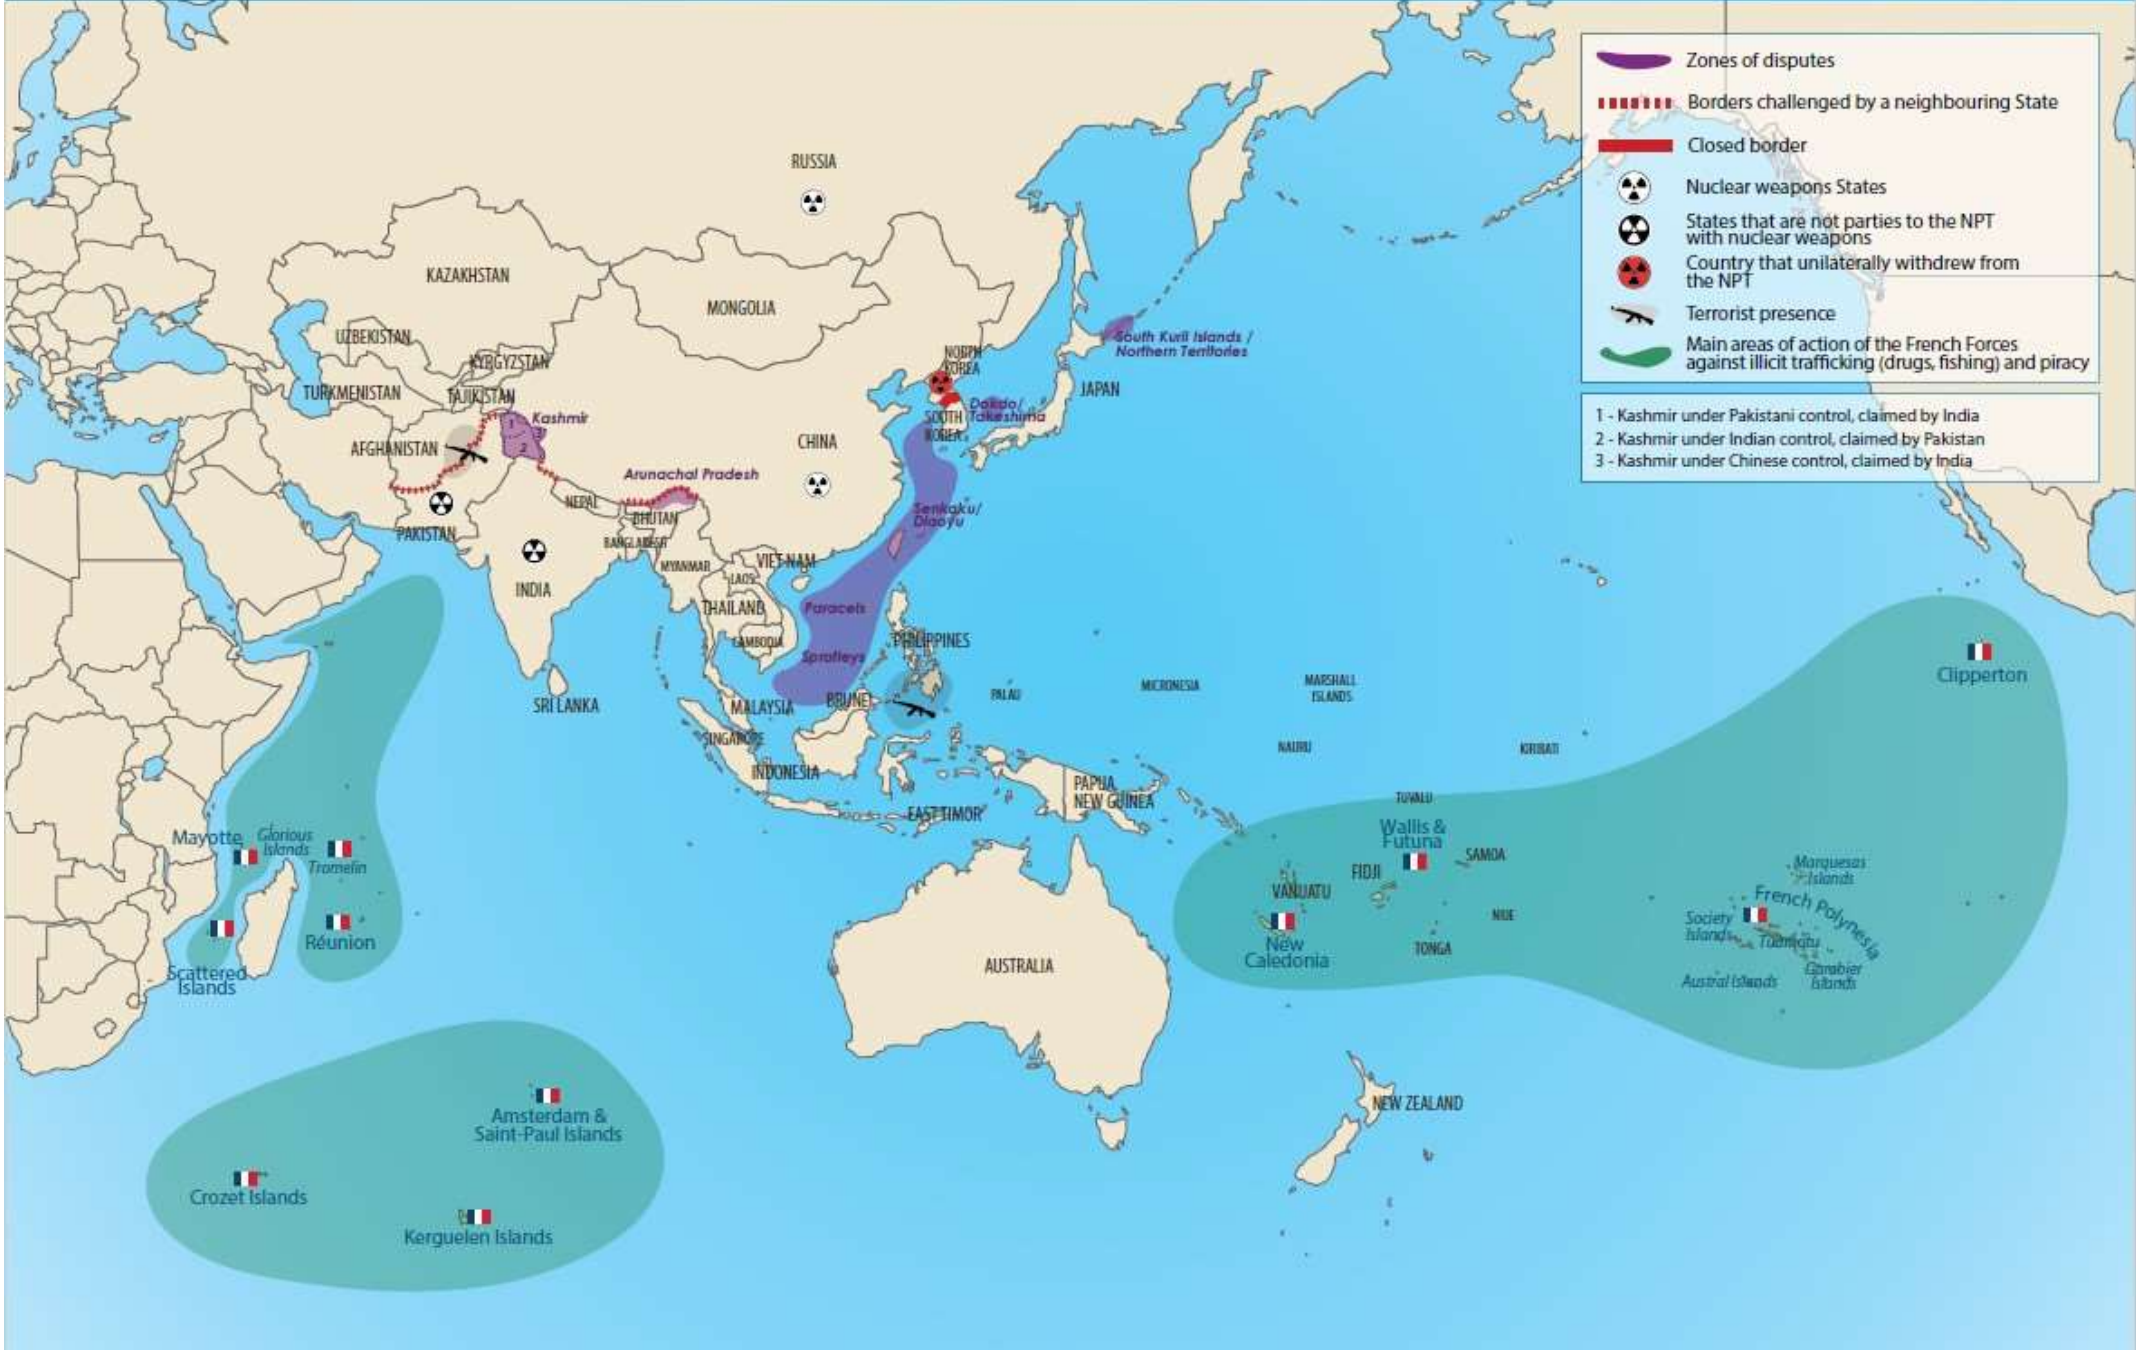 Zones of disputes
Borders challenged by a neighbouring State
Closed border
Nuclear weapons States
States that are not parties to the NPT
with nuclear weapons
Country that unilaterally withdrew from
the NPT
Terrorist presence
Main areas of action of the French Forces
against illicit trafficking (drugs, fishing) and piracy
1 - Kashmir under Pakistani control, claimed by India
2 - Kashmir under Indian control, claimed by Pakistan
3 - Kashmir under Chinese control, claimed by India
RUSSIA
KAZAKHSTAN
MONGOLIA
UZBEKISTAN
KYRGYZSTAN
TURKMENISTAN
TAJIKISTAN
AFGHANISTAN
Kashmir
1
3
2
CHINA
NORTH
KOREA
SOUTH
KOREA
Dokdo/
Takeshima
JAPAN
South Kuril Islands /
Northern Territories
Arunachal Pradesh
PAKISTAN
NEPAL
BHUTAN
BANGLADESH
INDIA
MYANMAR
LAOS
VIET-NAM
THAILAND
CAMBODIA
SRI LANKA
Senkaku/
Diaoyu
Paracels
Spratleys
PHILIPPINES
BRUNEI
MALAYSIA
SINGAPORE
INDONESIA
EAST TIMOR
PALAU
MICRONESIA
MARSHALL
ISLANDS
NAURU
KIRIBATI
PAPUA
NEW GUINEA
TUVALU
Wallis &
Futuna
SAMOA
FIDJI
VANUATU
NIUE
TONGA
New
Caledonia
Clipperton
Marquesas
Islands
French Polynesia
Society
Islands
Tuamotu
Gambier
Islands
Austral Islands
AUSTRALIA
NEW ZEALAND
Mayotte
Glorious
Islands
Tromelin
Réunion
Scattered
Islands
Amsterdam &
Saint-Paul Islands
Crozet Islands
Kerguelen Islands